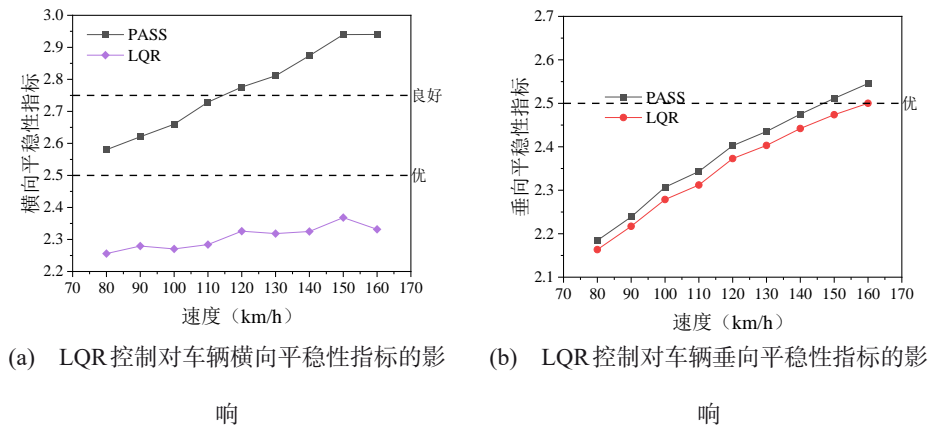 3.0
2.9
2.8
2.7
2.6
2.5
2.4
2.3
2.2
横向平稳性指标
PASS
LQR
良好
优
70 80 90 100 110 120 130 140 150 160 170
速度（km/h）
(a) LQR控制对车辆横向平稳性指标的影
响
2.7
2.6
2.5
2.4
2.3
2.2
2.1
垂向平稳性指标
PASS
LQR
优
70 80 90 100 110 120 130 140 150 160 170
速度（km/h）
(b) LQR控制对车辆垂向平稳性指标的影
响